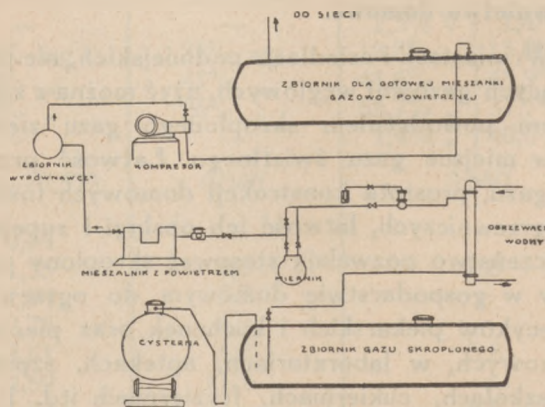 DO SIECI
ZBIORNIK DLA GOTOWEJ MIESZANKI
GAZOWO - POWIETRZNEJ
ZBIORNIK
WYRÓWNAWCZY
KOMPRESOR
OGRZEWACZ
WODNY
MIESZALNIK Z POWIETRZEM
MIERNIK
CYSTERNA
ZBIORNIK GAZU SKROPLONEGO